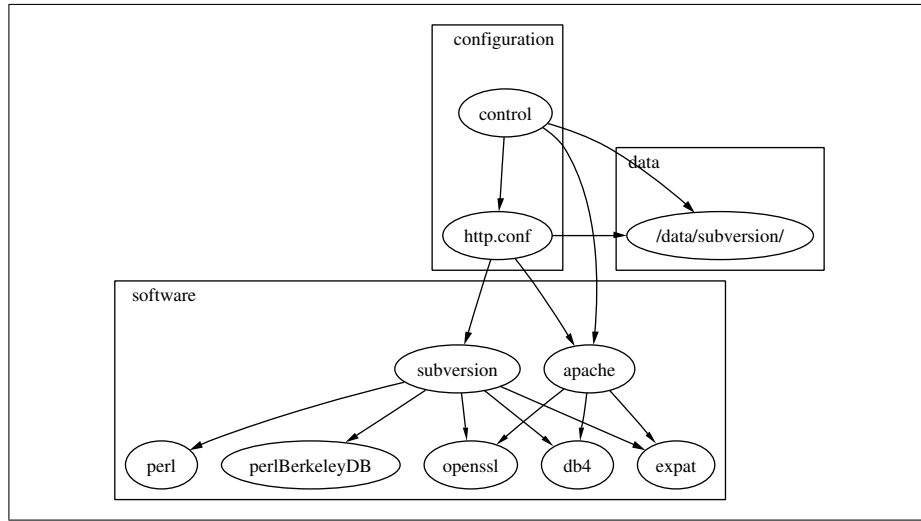 configuration
control
data
http.conf
/data/subversion/
software
subversion
apache
perl
perlBerkeleyDB
openssl
db4
expat